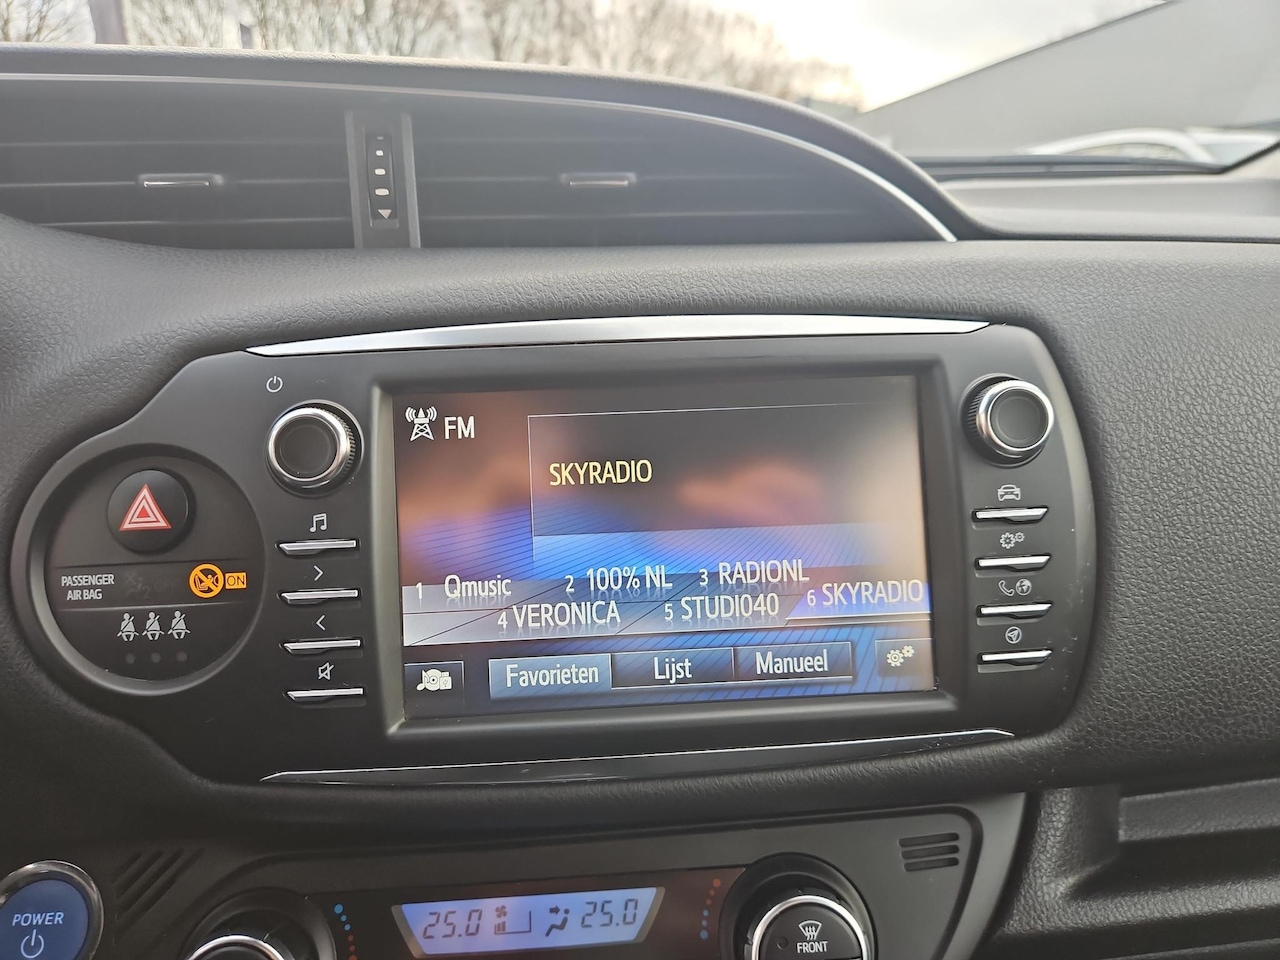 FM
SKYRADIO
1 Qmusic 2 100% NL 3 RADIONL
4 VERONICA 5 STUDIO40 6 SKYRADIO
Favorieten Lijst Manueel
PASSENGER
AIR BAG
ON
POWER
25.0 25.0
FRONT